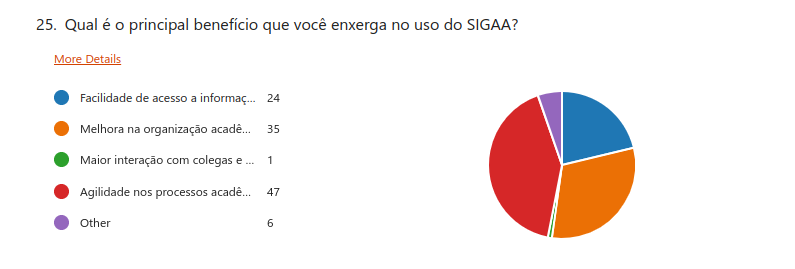 25. Qual é o principal benefício que você enxerga no uso do SIGAA?
More Details
Facilidade de acesso a informaç... 24
Melhora na organização acadê... 35
Maior interação com colegas e ... 1
Agilidade nos processos acadê... 47
Other 6